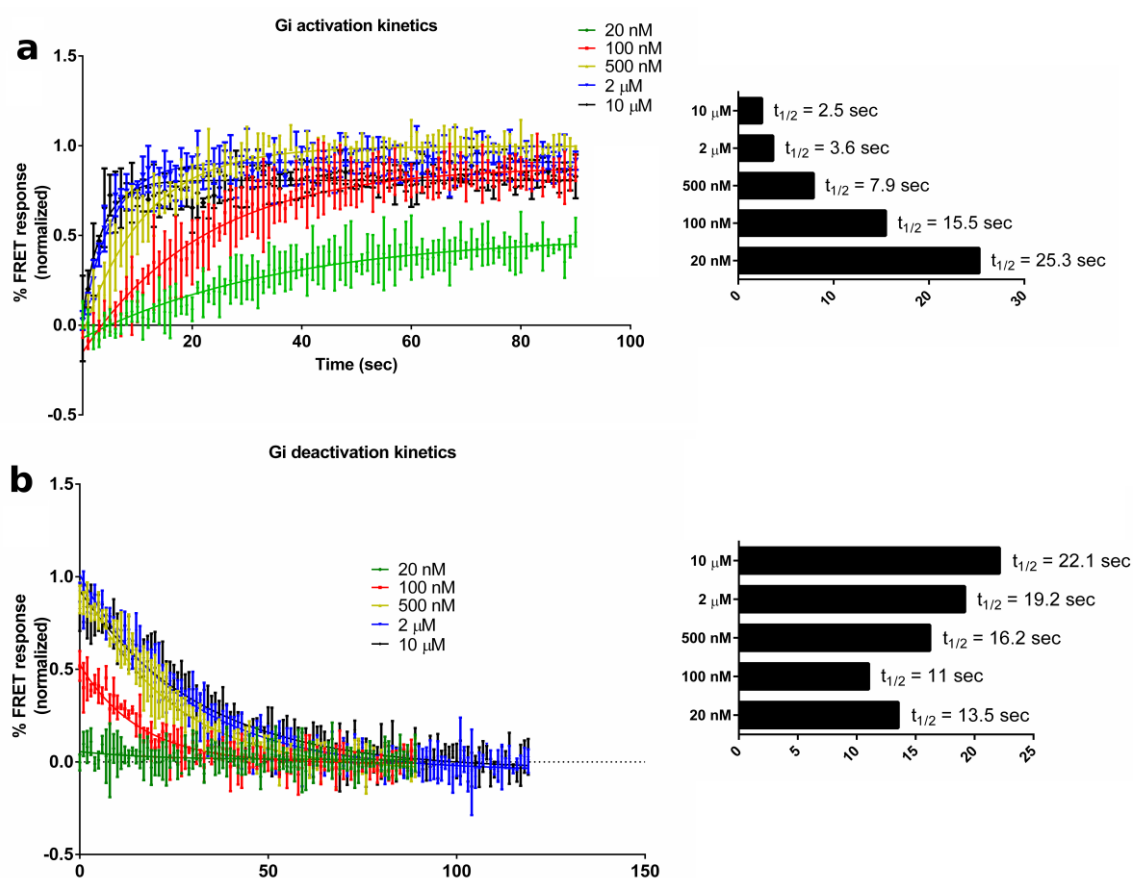 a
Gi activation kinetics
20 nM
100 nM
500 nM
2 μM
10 μM
% FRET response
(normalized)
1.5
1.0
0.5
0.0
-0.5
20
40
60
80
100
Time (sec)
10 μM
2 μM
500 nM
100 nM
20 nM
t1/2 = 2.5 sec
t1/2 = 3.6 sec
t1/2 = 7.9 sec
t1/2 = 15.5 sec
t1/2 = 25.3 sec
0
10
20
30
b
Gi deactivation kinetics
20 nM
100 nM
500 nM
2 μM
10 μM
% FRET response
(normalized)
1.5
1.0
0.5
0.0
-0.5
0
50
100
150
10 μM
2 μM
500 nM
100 nM
20 nM
t1/2 = 22.1 sec
t1/2 = 19.2 sec
t1/2 = 16.2 sec
t1/2 = 11 sec
t1/2 = 13.5 sec
0
5
10
15
20
25